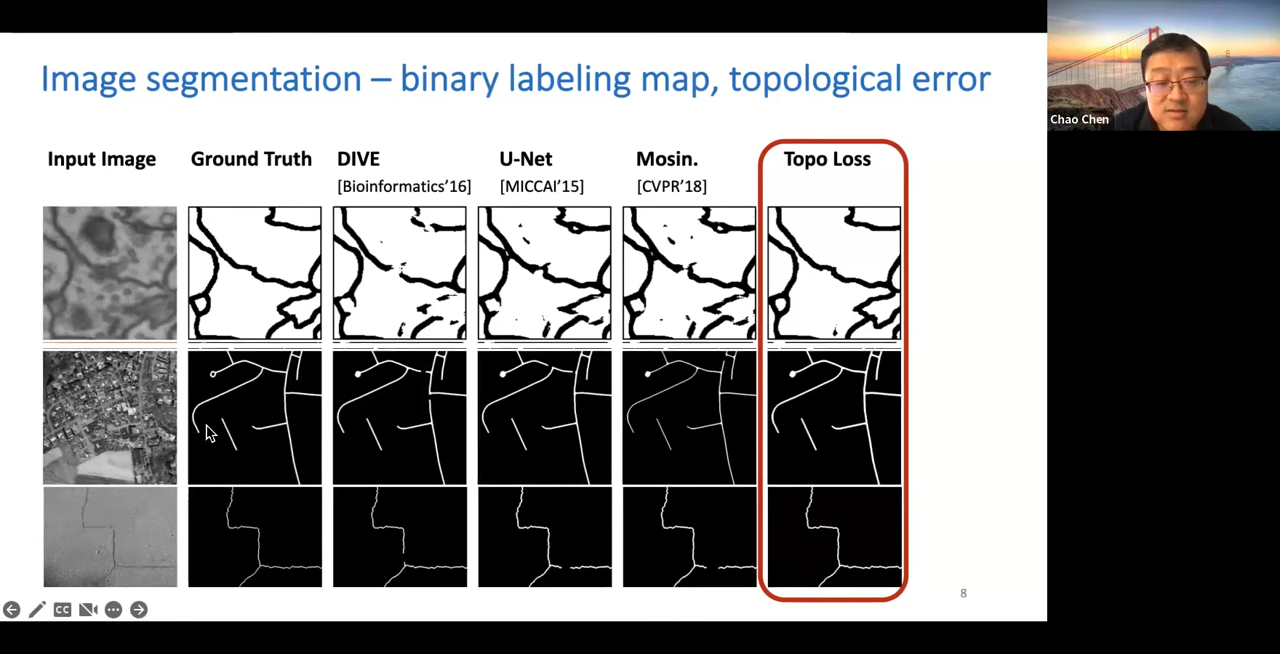 Image segmentation – binary labeling map, topological error
Chao Chen
Input Image Ground Truth DIVE U-Net Mosin. Topo Loss
[Bioinformatics’16] [MICCAI’15] [CVPR’18]
8
CC